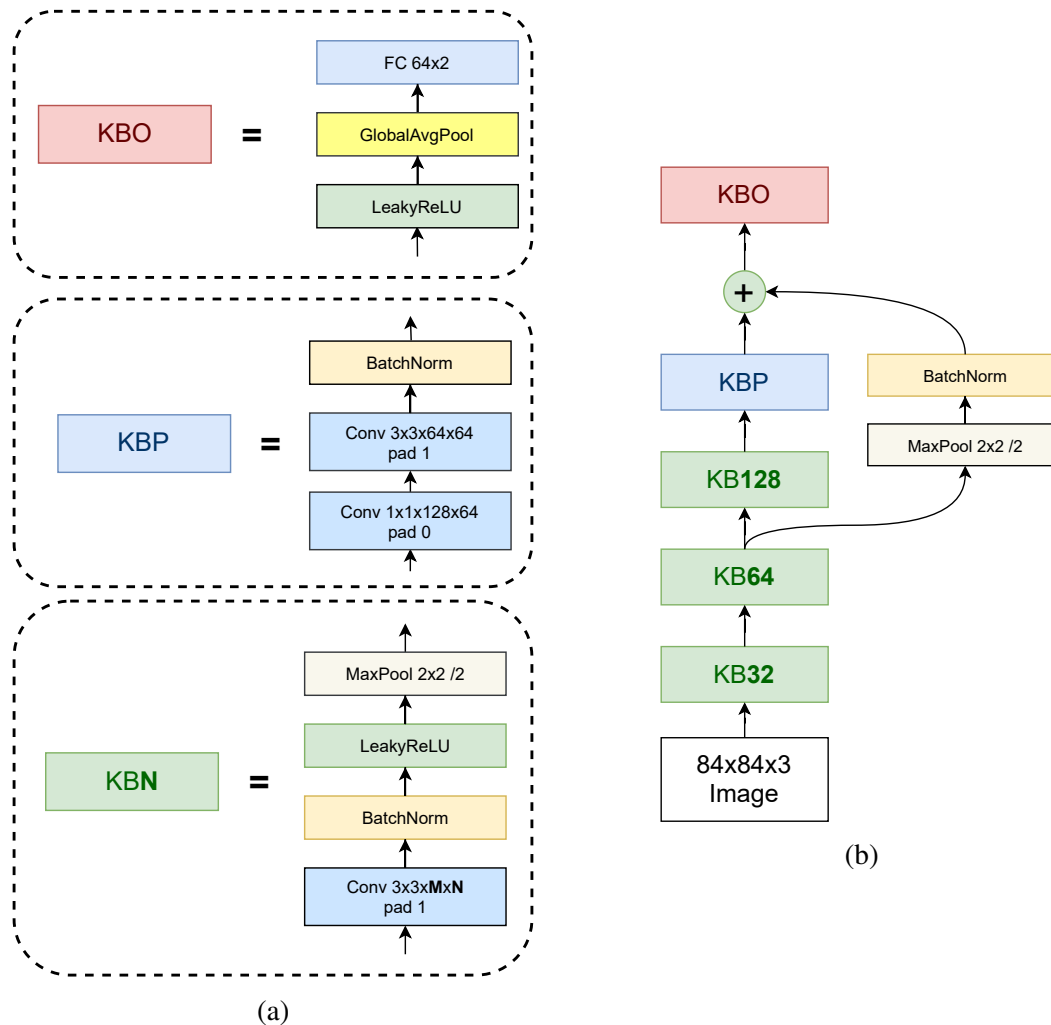 KBO
=
FC 64x2
GlobalAvgPool
LeakyReLU
KBP
=
BatchNorm
Conv 3x3x64x64
pad 1
Conv 1x1x128x64
pad 0
KBN
=
MaxPool 2x2 /2
LeakyReLU
BatchNorm
Conv 3x3xMxN
pad 1
(a)
KBO
+
KBP
BatchNorm
MaxPool 2x2 /2
KB128
KB64
KB32
84x84x3
Image
(b)